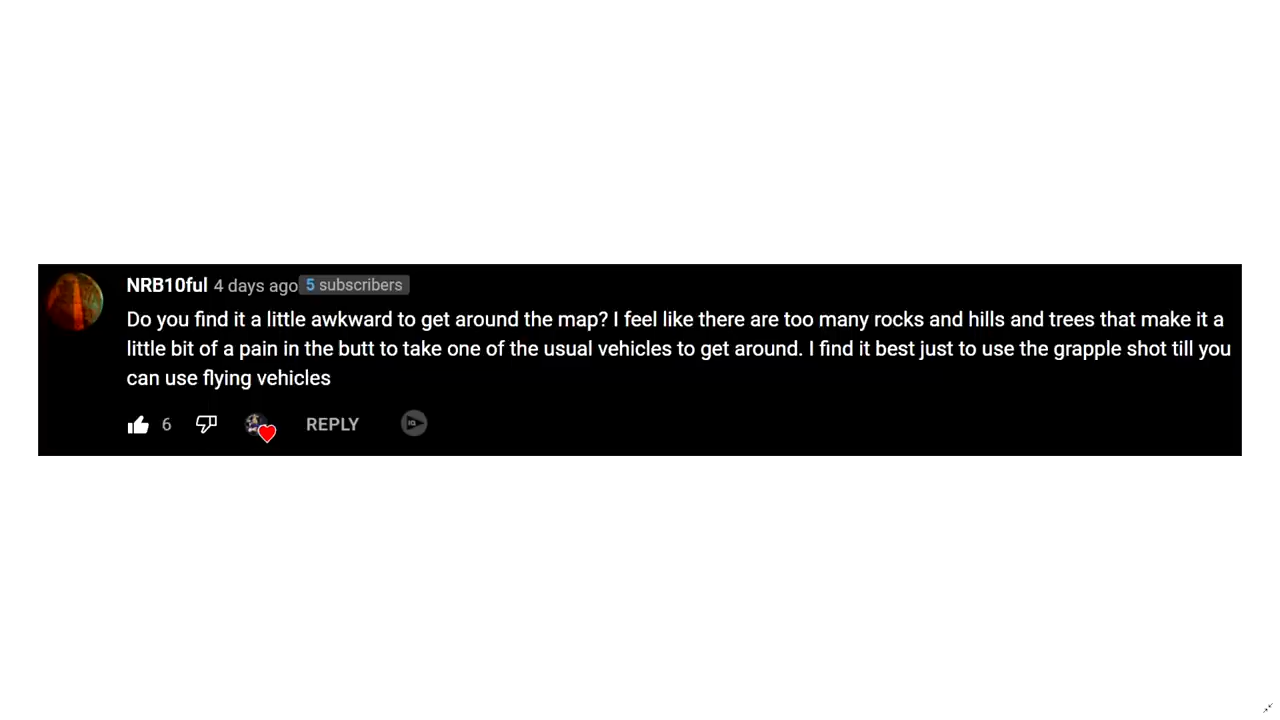 NRB10ful 4 days ago 5 subscribers
Do you find it a little awkward to get around the map? I feel like there are too many rocks and hills and trees that make it a
little bit of a pain in the butt to take one of the usual vehicles to get around. I find it best just to use the grapple shot till you
can use flying vehicles
6 REPLY IQ